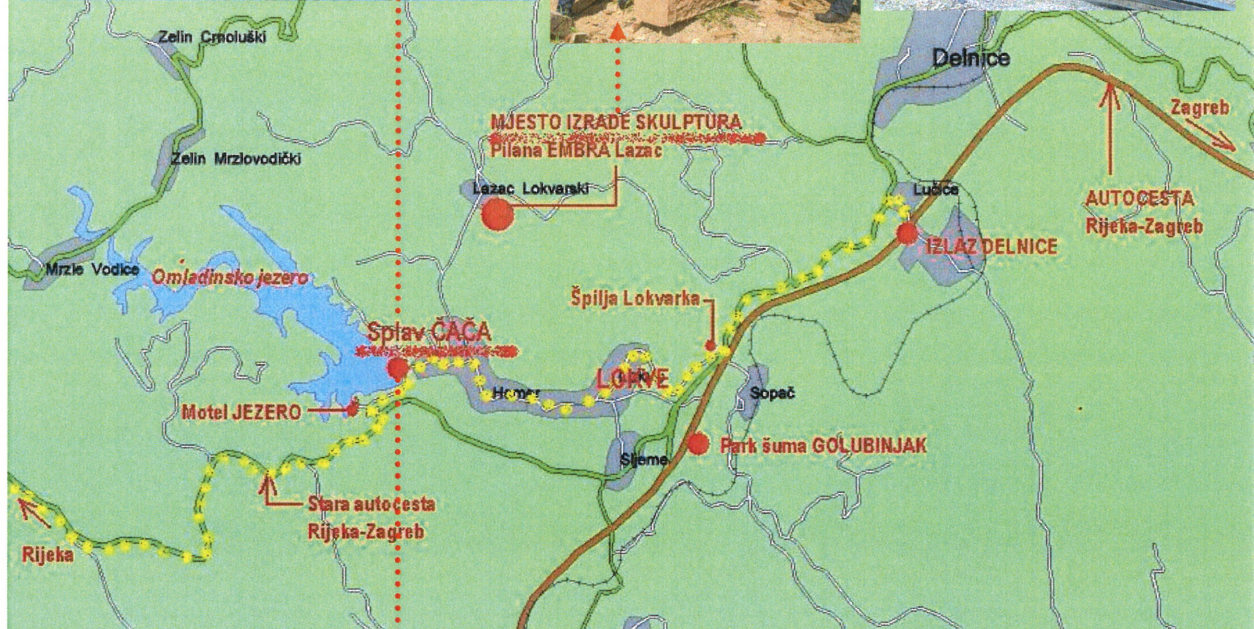 Zelin Crnoluški
Delnice
Zagreb
MJESTO IZRADE SKULPTURA
Pilana EMBRA Lazac
Zelin Mrzlovodički
Lazac Lokvarski
Lučice
AUTOCESTA
Rijeka-Zagreb
IZLAZ DELNICE
Mrzle Vodice
Omladinsko jezero
Špilja Lokvarka
Splav ČAČA
LOKVE
Homer
Sopač
Motel JEZERO
Park šuma GOLUBINJAK
Sljeme
Stara autocesta
Rijeka-Zagreb
Rijeka